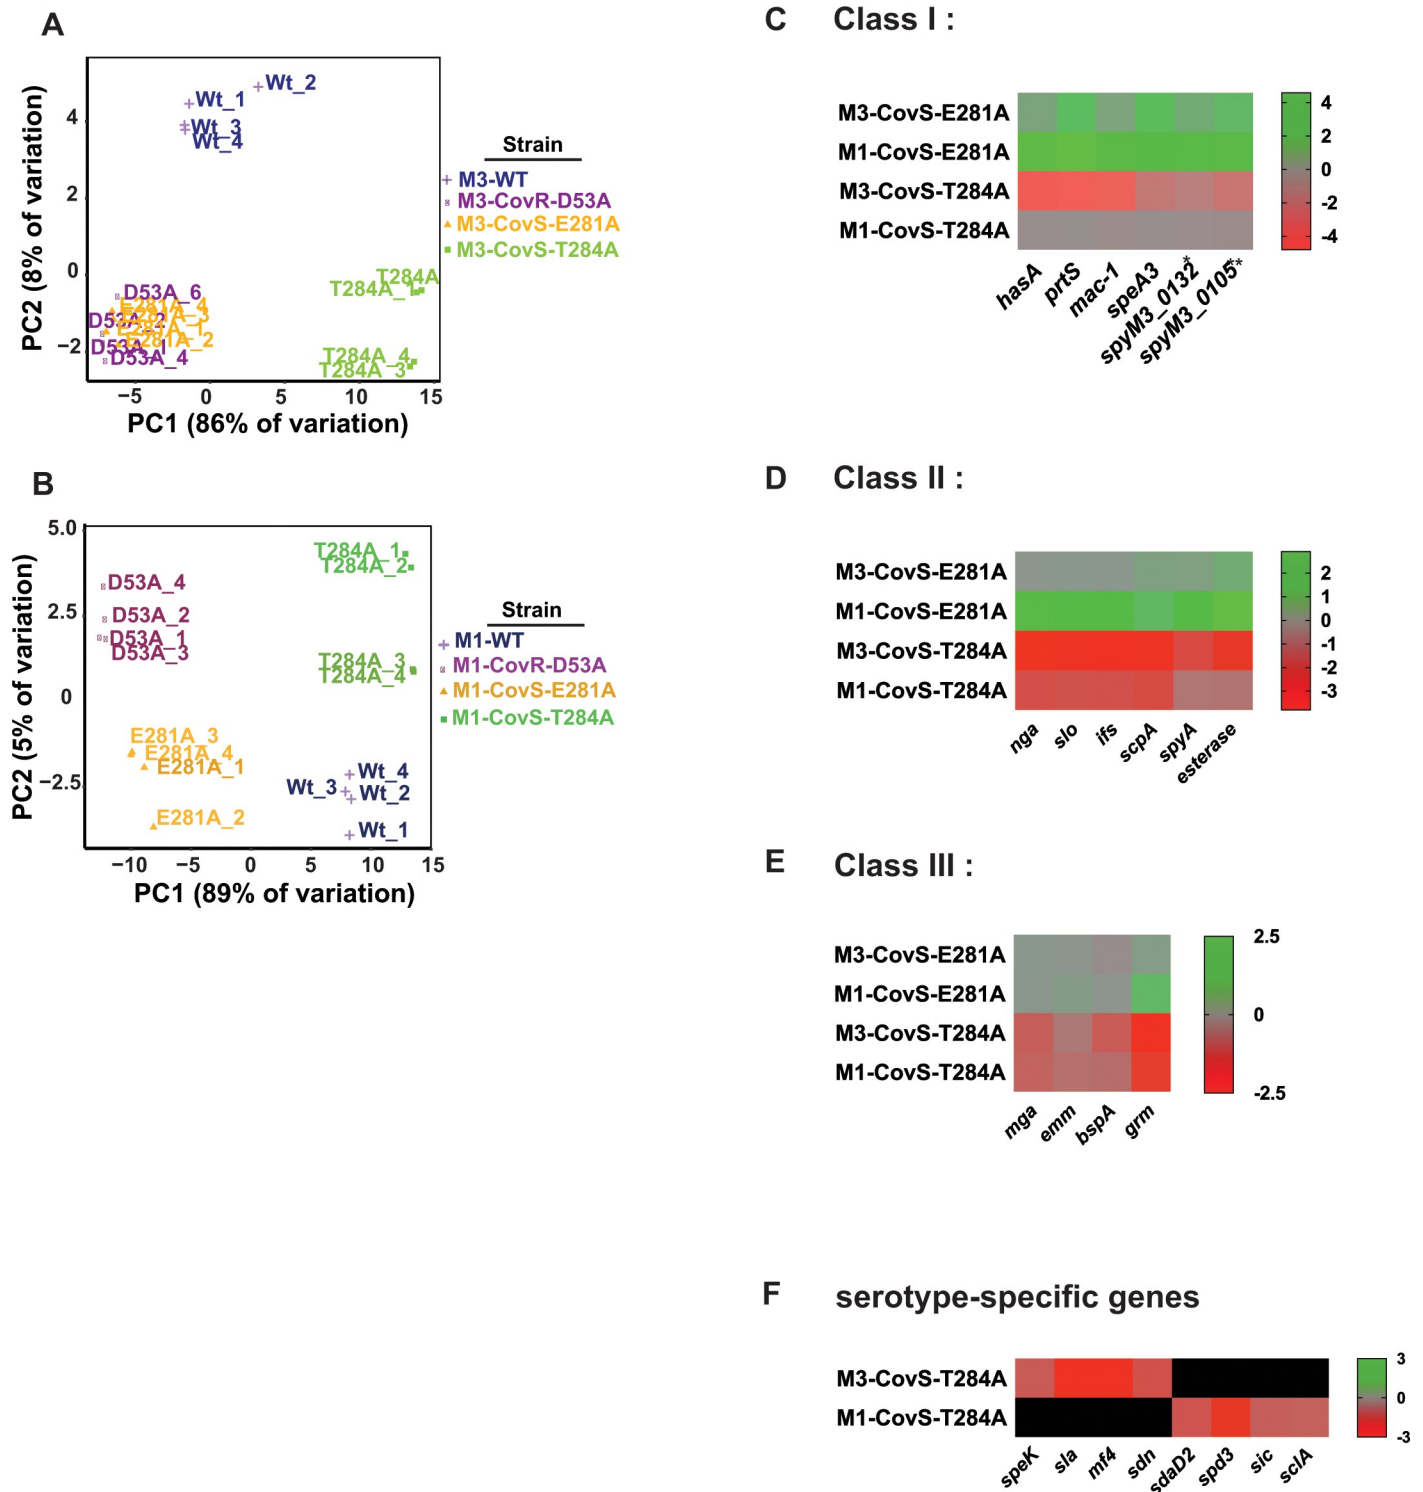 A
PC2 (8% of variation)
4
2
0
−2
Wt_1
Wt_2
Wt_3
Wt_4
D53A_6
E281A_4
E281A_3
D53A_2
E281A_1
E281A_2
D53A_1
D53A_4
T284A
T284A_1
T284A_4
T284A_3
−5
0
5
10
15
PC1 (86% of variation)
Strain
M3-WT
M3-CovR-D53A
M3-CovS-E281A
M3-CovS-T284A
B
PC2 (5% of variation)
5.0
2.5
0
−2.5
T284A_1
T284A_2
D53A_4
D53A_2
D53A_1
D53A_3
T284A_3
T284A_4
E281A_3
E281A_4
E281A_1
E281A_2
Wt_4
Wt_3
Wt_2
Wt_1
−10
−5
0
5
10
15
PC1 (89% of variation)
Strain
M1-WT
M1-CovR-D53A
M1-CovS-E281A
M1-CovS-T284A
C
Class I :
M3-CovS-E281A
M1-CovS-E281A
M3-CovS-T284A
M1-CovS-T284A
hasA
prtS
mac-1
speA3
spyM3_0132*
spyM3_0105**
4
2
0
-2
-4
D
Class II :
M3-CovS-E281A
M1-CovS-E281A
M3-CovS-T284A
M1-CovS-T284A
nga
slo
ifs
scpA
spyA
esterase
2
1
0
-1
-2
-3
E
Class III :
M3-CovS-E281A
M1-CovS-E281A
M3-CovS-T284A
M1-CovS-T284A
mga
emm
bspA
grm
2.5
0
-2.5
F
serotype-specific genes
M3-CovS-T284A
M1-CovS-T284A
speK
sla
mf4
sdn
sdaD2
spd3
sic
sclA
3
0
-3